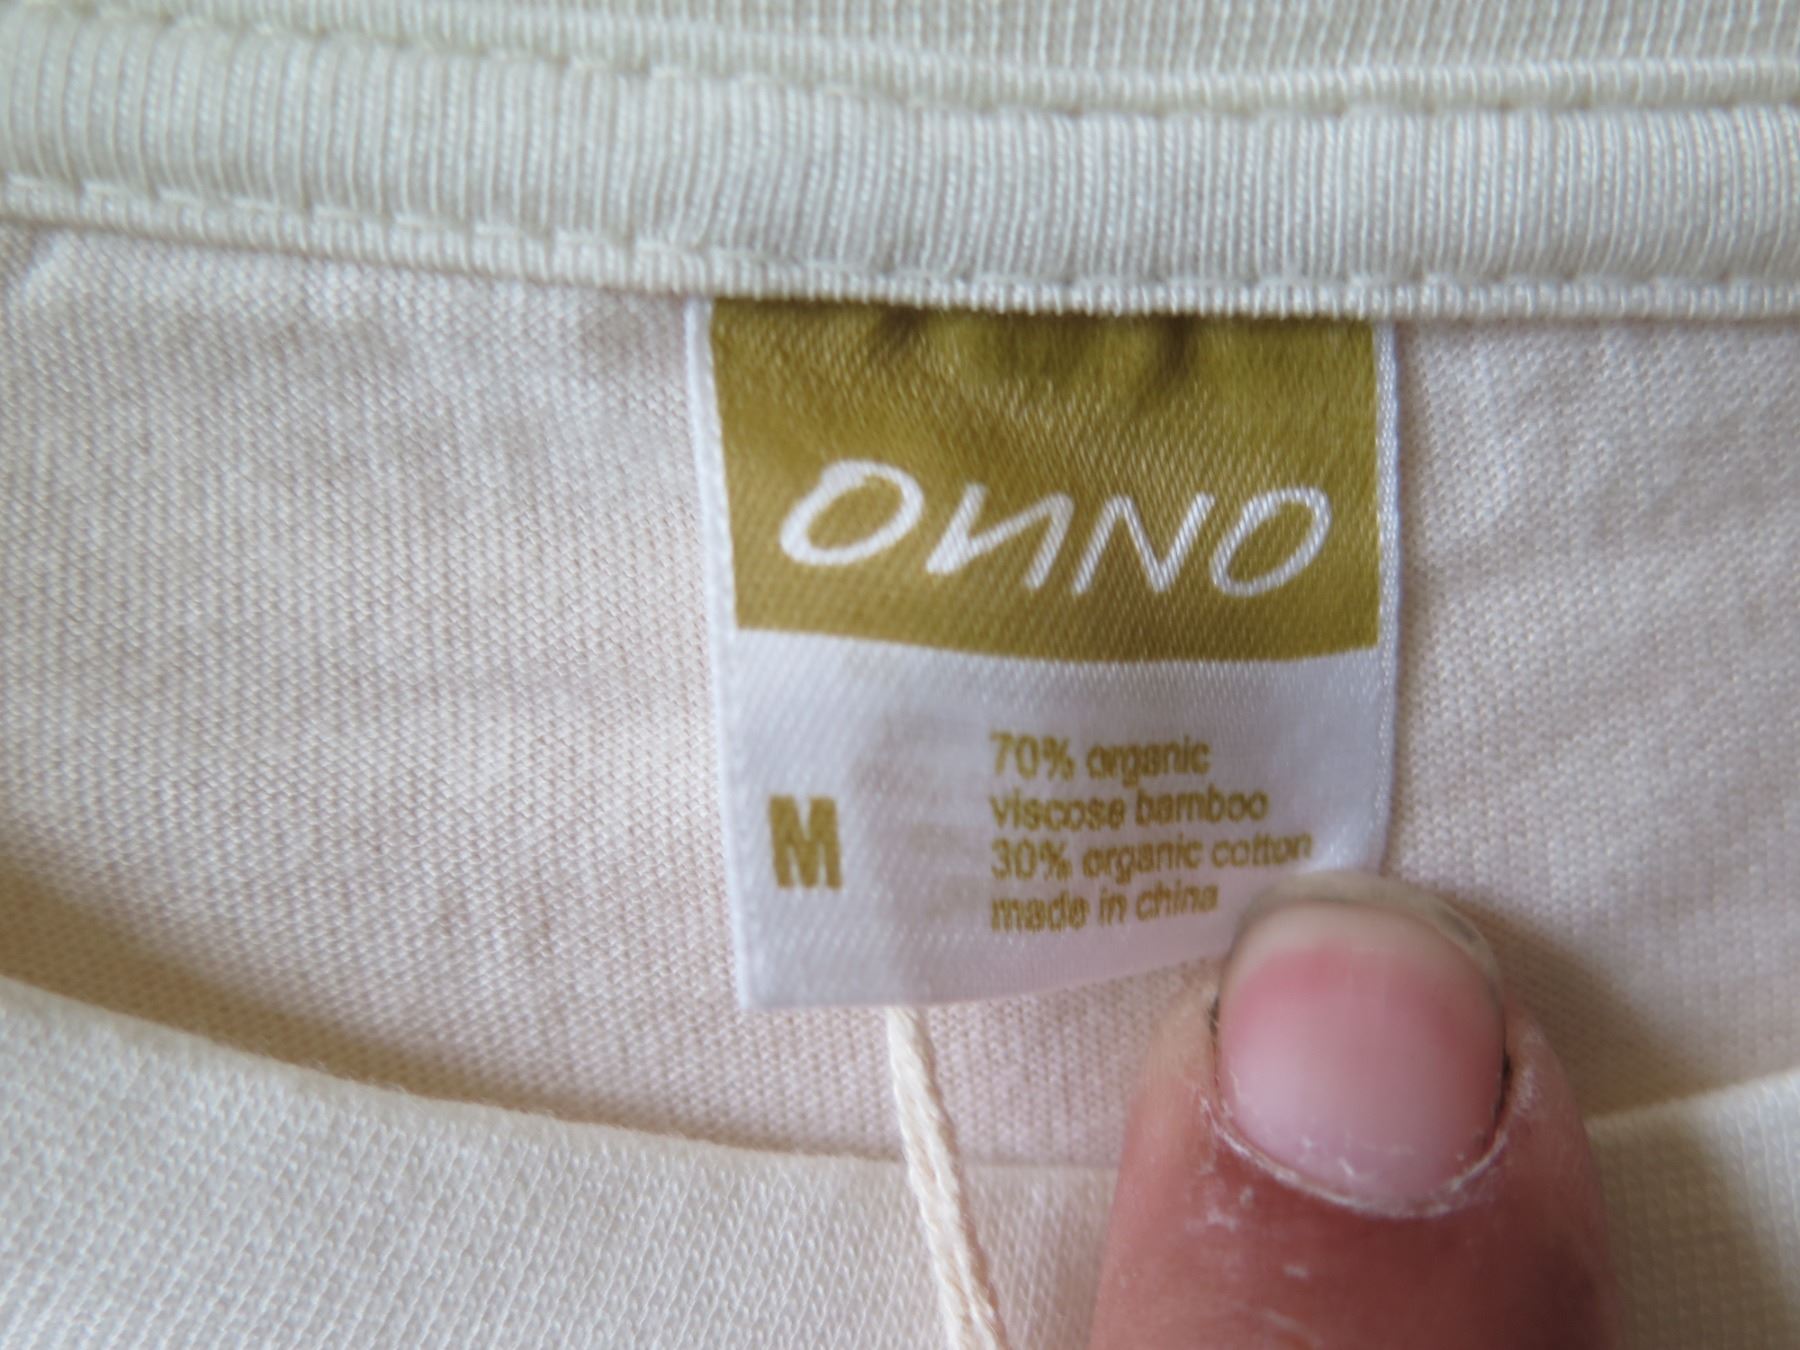 ONNO
M
70% organic
viscose bamboo
30% organic cotton
made in china